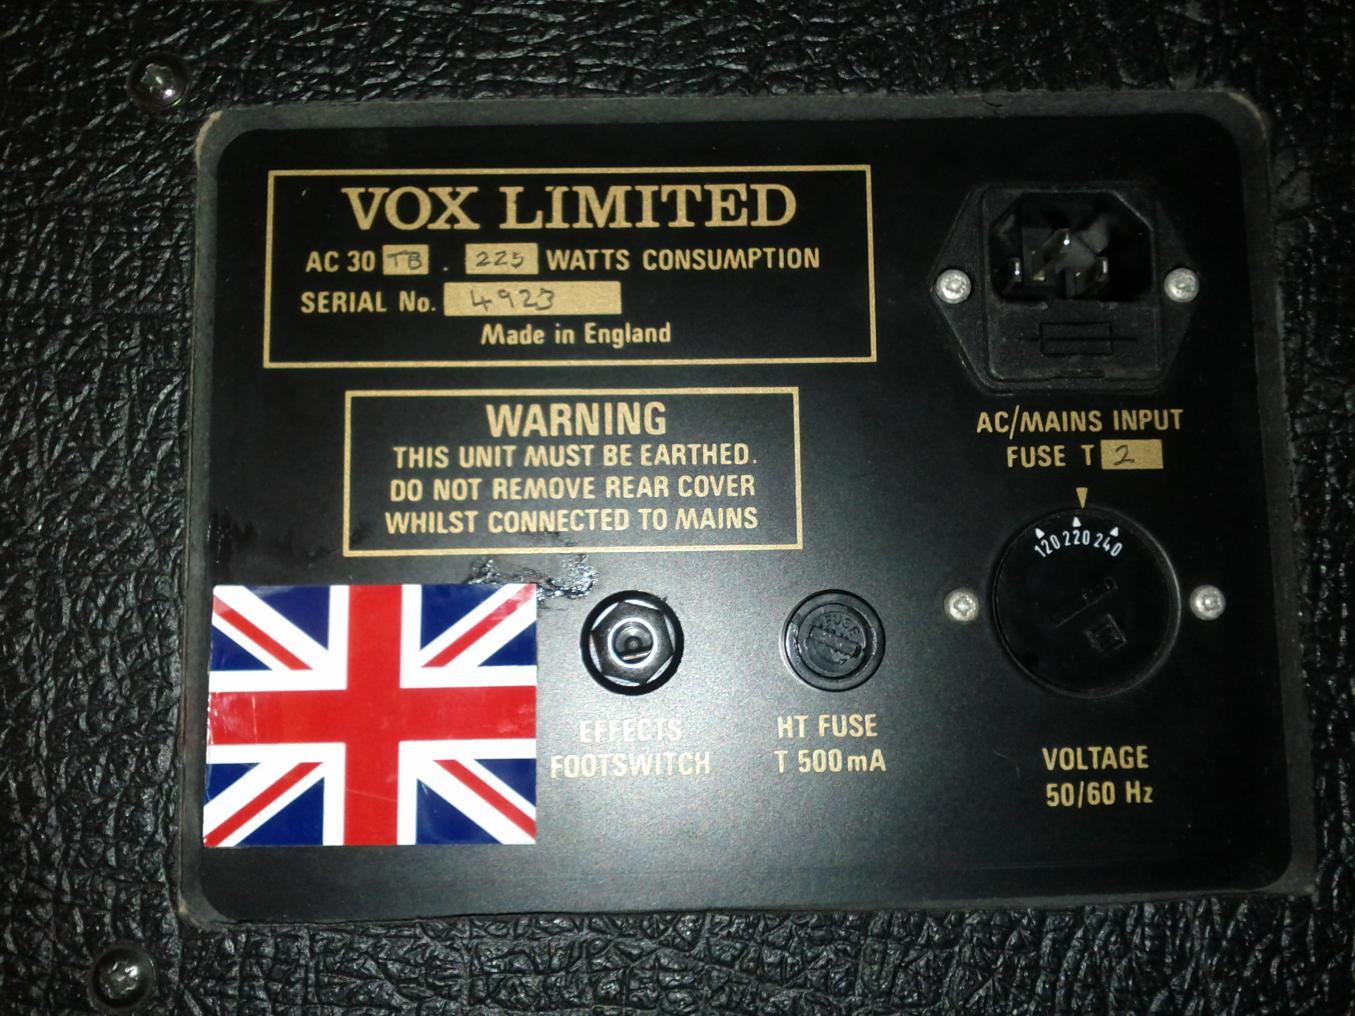 VOX LIMITED
AC 30 TB . 225 WATTS CONSUMPTION
SERIAL No. 4923
Made in England
WARNING
THIS UNIT MUST BE EARTHED.
DO NOT REMOVE REAR COVER
WHILST CONNECTED TO MAINS
AC/MAINS INPUT
FUSE T 2
120 220 240
FUSE
EFFECTS
FOOTSWITCH
HT FUSE
T 500mA
VOLTAGE
50/60 Hz